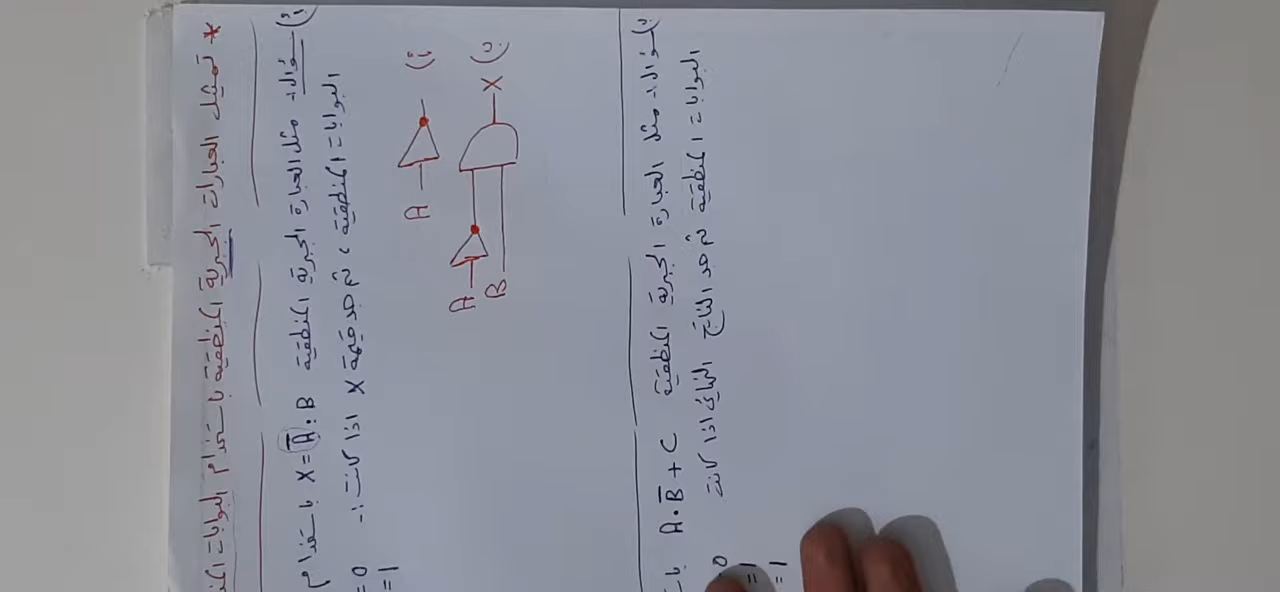 * تمثيل العبارات الجبرية المنطقية باستخدام البوابات
أ) سؤال: مثل العبارة الجبرية المنطقية X = A̅ . B باستخدام
البوابات المنطقية ، ثم جد قيمة X اذا كانت :-
= 0
= 1
A أ)
A
B
X ب)
ب) سؤال: مثل العبارة الجبرية المنطقية A . B̅ + C
البوابات المنطقية ثم جد الناتج النهائي اذا كانت
0
= 1
= 1